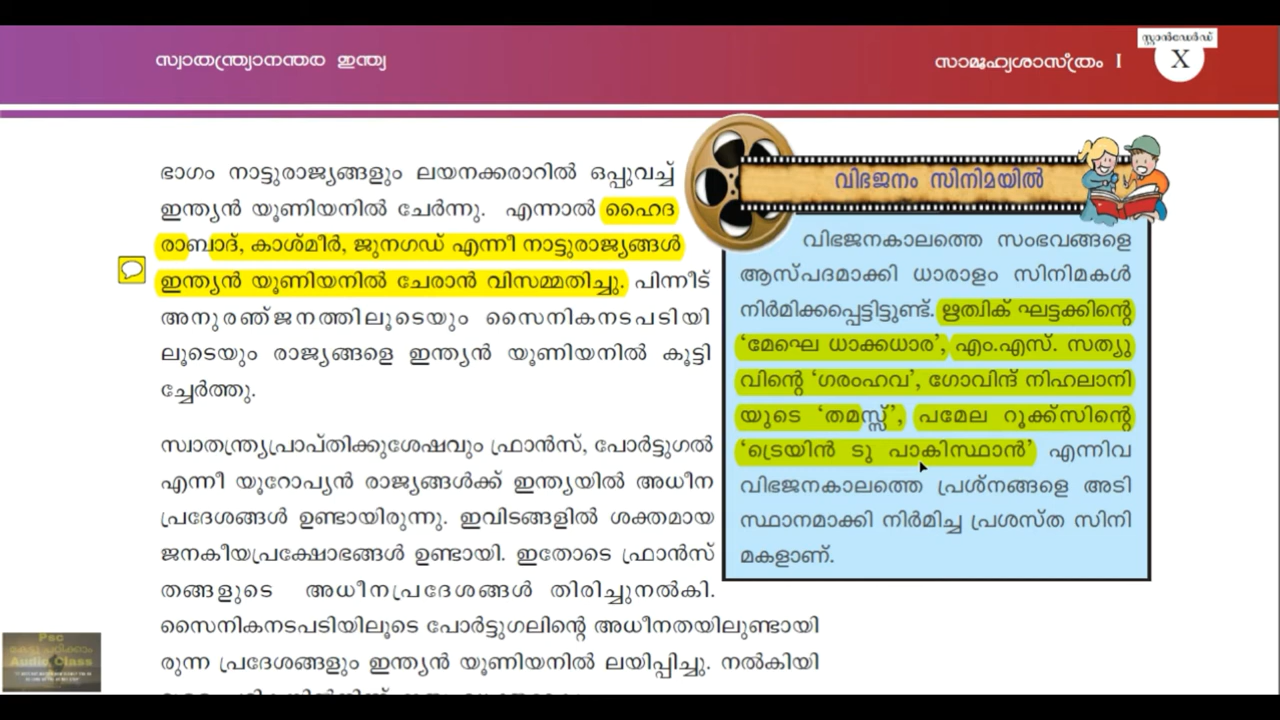 സ്വാതന്ത്ര്യാനന്തര ഇന്ത്യ
സാമൂഹ്യശാസ്ത്രം I
സ്റ്റാൻഡേർഡ്
X
ഭാഗം നാട്ടുരാജ്യങ്ങളും ലയനക്കരാറിൽ ഒപ്പുവച്ച്
ഇന്ത്യൻ യൂണിയനിൽ ചേർന്നു. എന്നാൽ ഹൈദ
രാബാദ്, കാശ്മീർ, ജുനഗഡ് എന്നീ നാട്ടുരാജ്യങ്ങൾ
ഇന്ത്യൻ യൂണിയനിൽ ചേരാൻ വിസമ്മതിച്ചു. പിന്നീട്
അനുരഞ്ജനത്തിലൂടെയും സൈനികനടപടിയി
ലൂടെയും രാജ്യങ്ങളെ ഇന്ത്യൻ യൂണിയനിൽ കൂട്ടി
ച്ചേർത്തു.
സ്വാതന്ത്ര്യപ്രാപ്തിക്കുശേഷവും ഫ്രാൻസ്, പോർട്ടുഗൽ
എന്നീ യൂറോപ്യൻ രാജ്യങ്ങൾക്ക് ഇന്ത്യയിൽ അധീന
പ്രദേശങ്ങൾ ഉണ്ടായിരുന്നു. ഇവിടങ്ങളിൽ ശക്തമായ
ജനകീയപ്രക്ഷോഭങ്ങൾ ഉണ്ടായി. ഇതോടെ ഫ്രാൻസ്
തങ്ങളുടെ അധീനപ്രദേശങ്ങൾ തിരിച്ചുനൽകി.
സൈനികനടപടിയിലൂടെ പോർട്ടുഗലിന്റെ അധീനതയിലുണ്ടായി
രുന്ന പ്രദേശങ്ങളും ഇന്ത്യൻ യൂണിയനിൽ ലയിപ്പിച്ചു. നൽകിയി
വിഭജനം സിനിമയിൽ
വിഭജനകാലത്തെ സംഭവങ്ങളെ
ആസ്പദമാക്കി ധാരാളം സിനിമകൾ
നിർമിക്കപ്പെട്ടിട്ടുണ്ട്. ഋത്വിക് ഘട്ടക്കിന്റെ
'മേഘെ ധാക്കധാര', എം.എസ്. സത്യു
വിന്റെ 'ഗരംഹവ', ഗോവിന്ദ് നിഹലാനി
യുടെ 'തമസ്സ്', പമേല റൂക്ക്സിന്റെ
'ട്രെയിൻ ടു പാകിസ്ഥാൻ' എന്നിവ
വിഭജനകാലത്തെ പ്രശ്നങ്ങളെ അടി
സ്ഥാനമാക്കി നിർമിച്ച പ്രശസ്ത സിനി
മകളാണ്.
Psc
കേട്ടു പഠിക്കാം
Audio Class